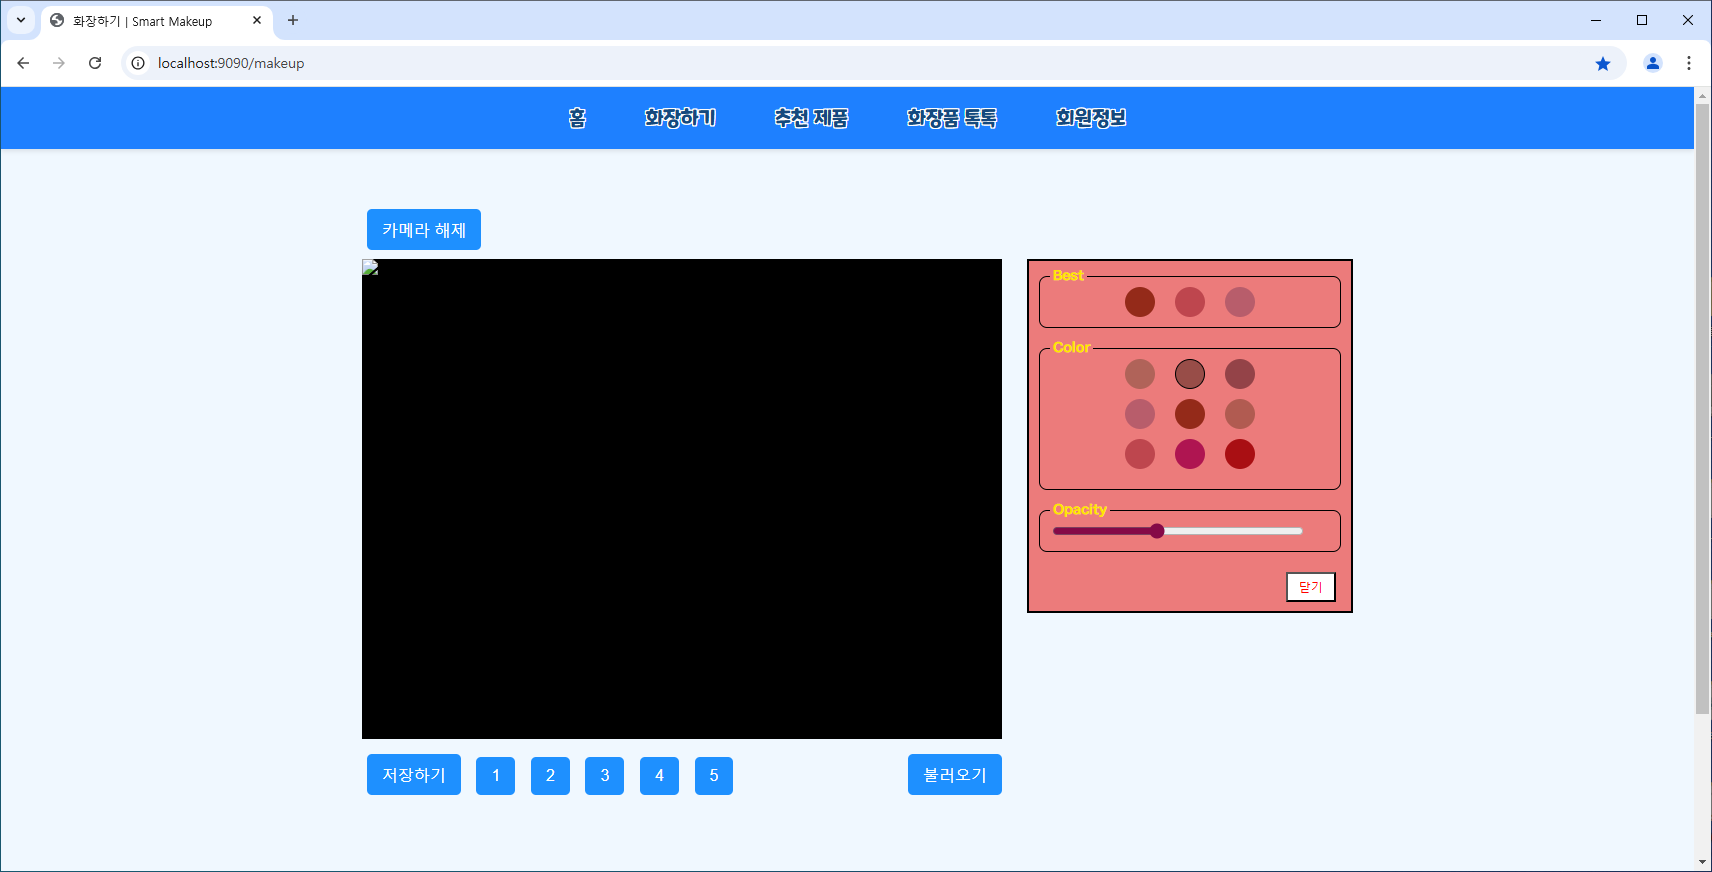 화장하기 | Smart Makeup
localhost:9090/makeup
홈 화장하기 추천 제품 화장품 톡톡 회원정보
카메라 해제
Best
Color
Opacity
닫기
저장하기 1 2 3 4 5 불러오기